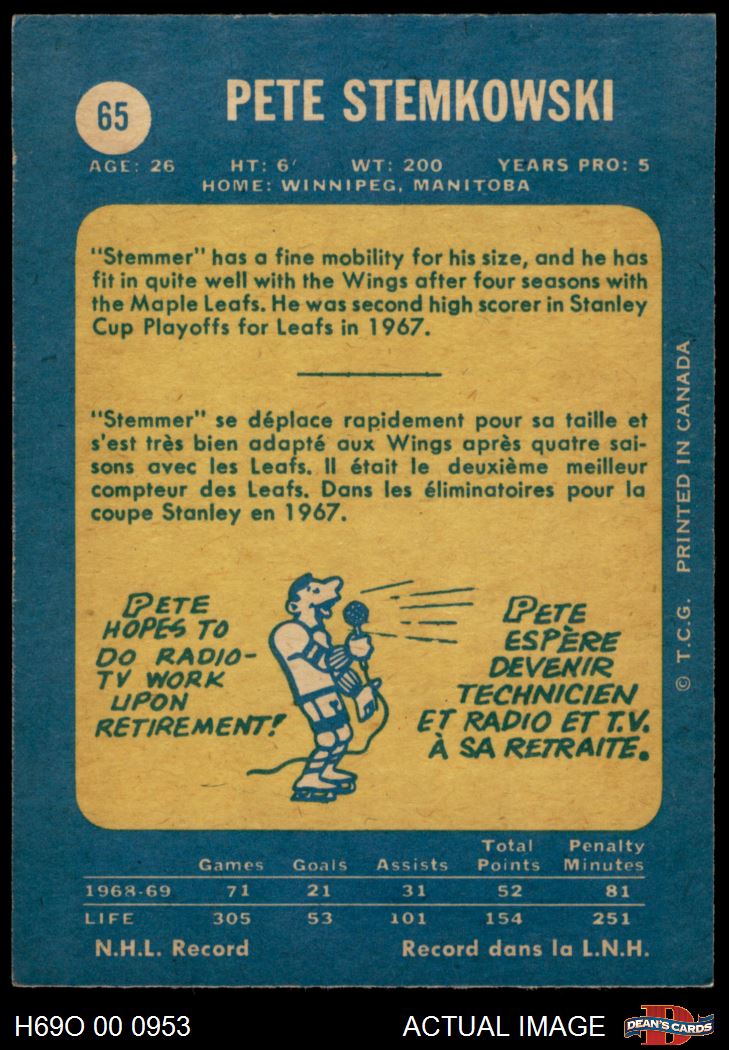 65
PETE STEMKOWSKI
AGE: 26 HT: 6' WT: 200 YEARS PRO: 5
HOME: WINNIPEG, MANITOBA
"Stemmer" has a fine mobility for his size, and he has
fit in quite well with the Wings after four seasons with
the Maple Leafs. He was second high scorer in Stanley
Cup Playoffs for Leafs in 1967.
"Stemmer" se déplace rapidement pour sa taille et
s'est très bien adapté aux Wings après quatre sai-
sons avec les Leafs. Il était le deuxième meilleur
compteur des Leafs. Dans les éliminatoires pour la
coupe Stanley en 1967.
PETE
HOPES TO
DO RADIO-
TV WORK
UPON
RETIREMENT!
PETE
ESPÈRE
DEVENIR
TECHNICIEN
ET RADIO ET T.V.
À SA RETRAITE.
© T.C.G. PRINTED IN CANADA
Games Goals Assists Total Points Penalty Minutes
1968-69 71 21 31 52 81
LIFE 305 53 101 154 251
N.H.L. Record Record dans la L.N.H.
H69O 00 0953 ACTUAL IMAGE
D
DEAN'S CARDS